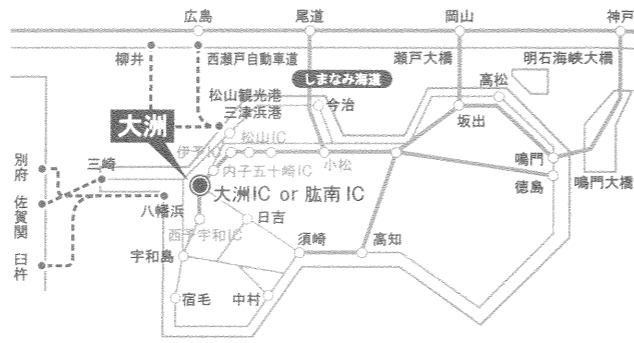 広島
尾道
岡山
神戸
柳井
西瀬戸自動車道
瀬戸大橋
明石海峡大橋
しまなみ海道
高松
松山観光港
三津浜港
今治
坂出
大洲
伊予IC
松山IC
小松
鳴門
別府
三崎
内子五十崎IC
徳島
鳴門大橋
大洲IC or 肱南IC
佐賀関
八幡浜
日吉
西予宇和IC
臼杵
宇和島
須崎
高知
宿毛
中村